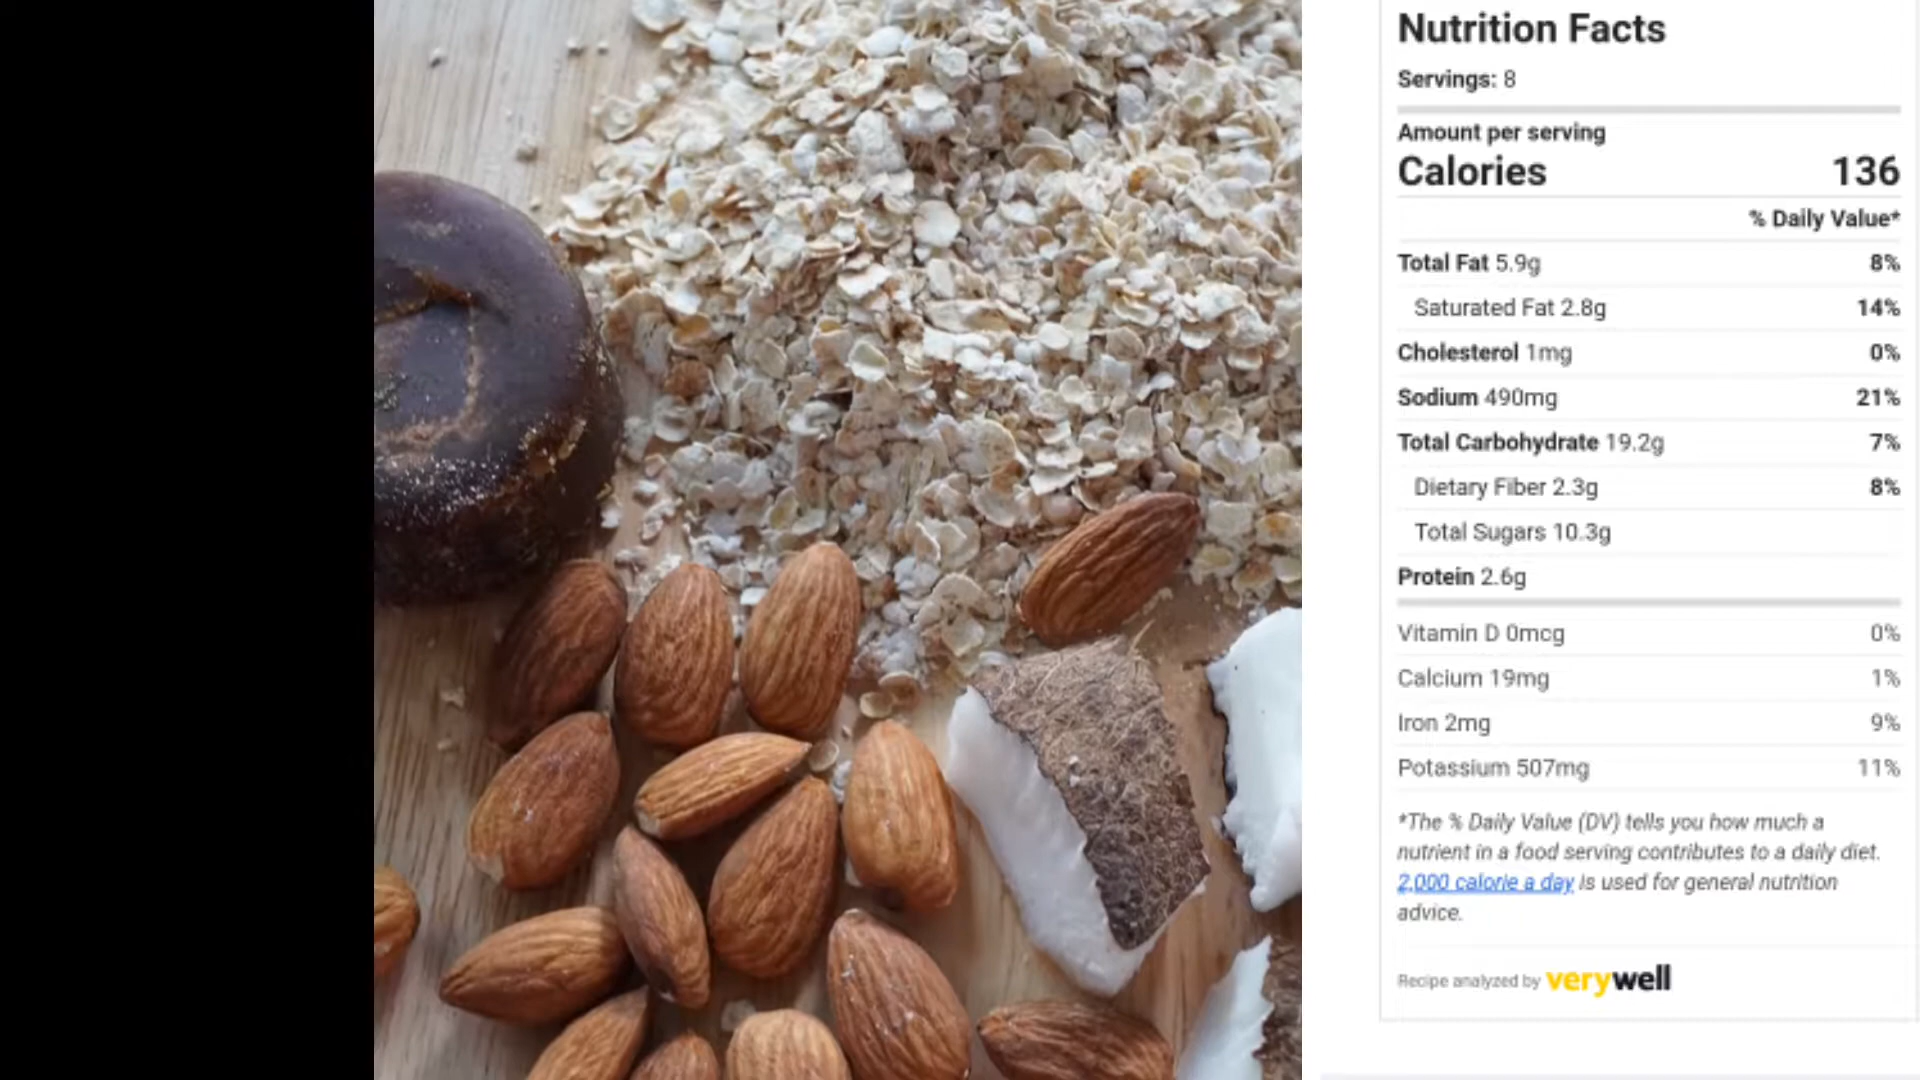 Nutrition Facts
Servings: 8
Amount per serving
Calories 136
% Daily Value*
Total Fat 5.9g 8%
Saturated Fat 2.8g 14%
Cholesterol 1mg 0%
Sodium 490mg 21%
Total Carbohydrate 19.2g 7%
Dietary Fiber 2.3g 8%
Total Sugars 10.3g
Protein 2.6g
Vitamin D 0mcg 0%
Calcium 19mg 1%
Iron 2mg 9%
Potassium 507mg 11%
*The % Daily Value (DV) tells you how much a
nutrient in a food serving contributes to a daily diet.
2,000 calorie a day is used for general nutrition
advice.
Recipe analyzed by verywell